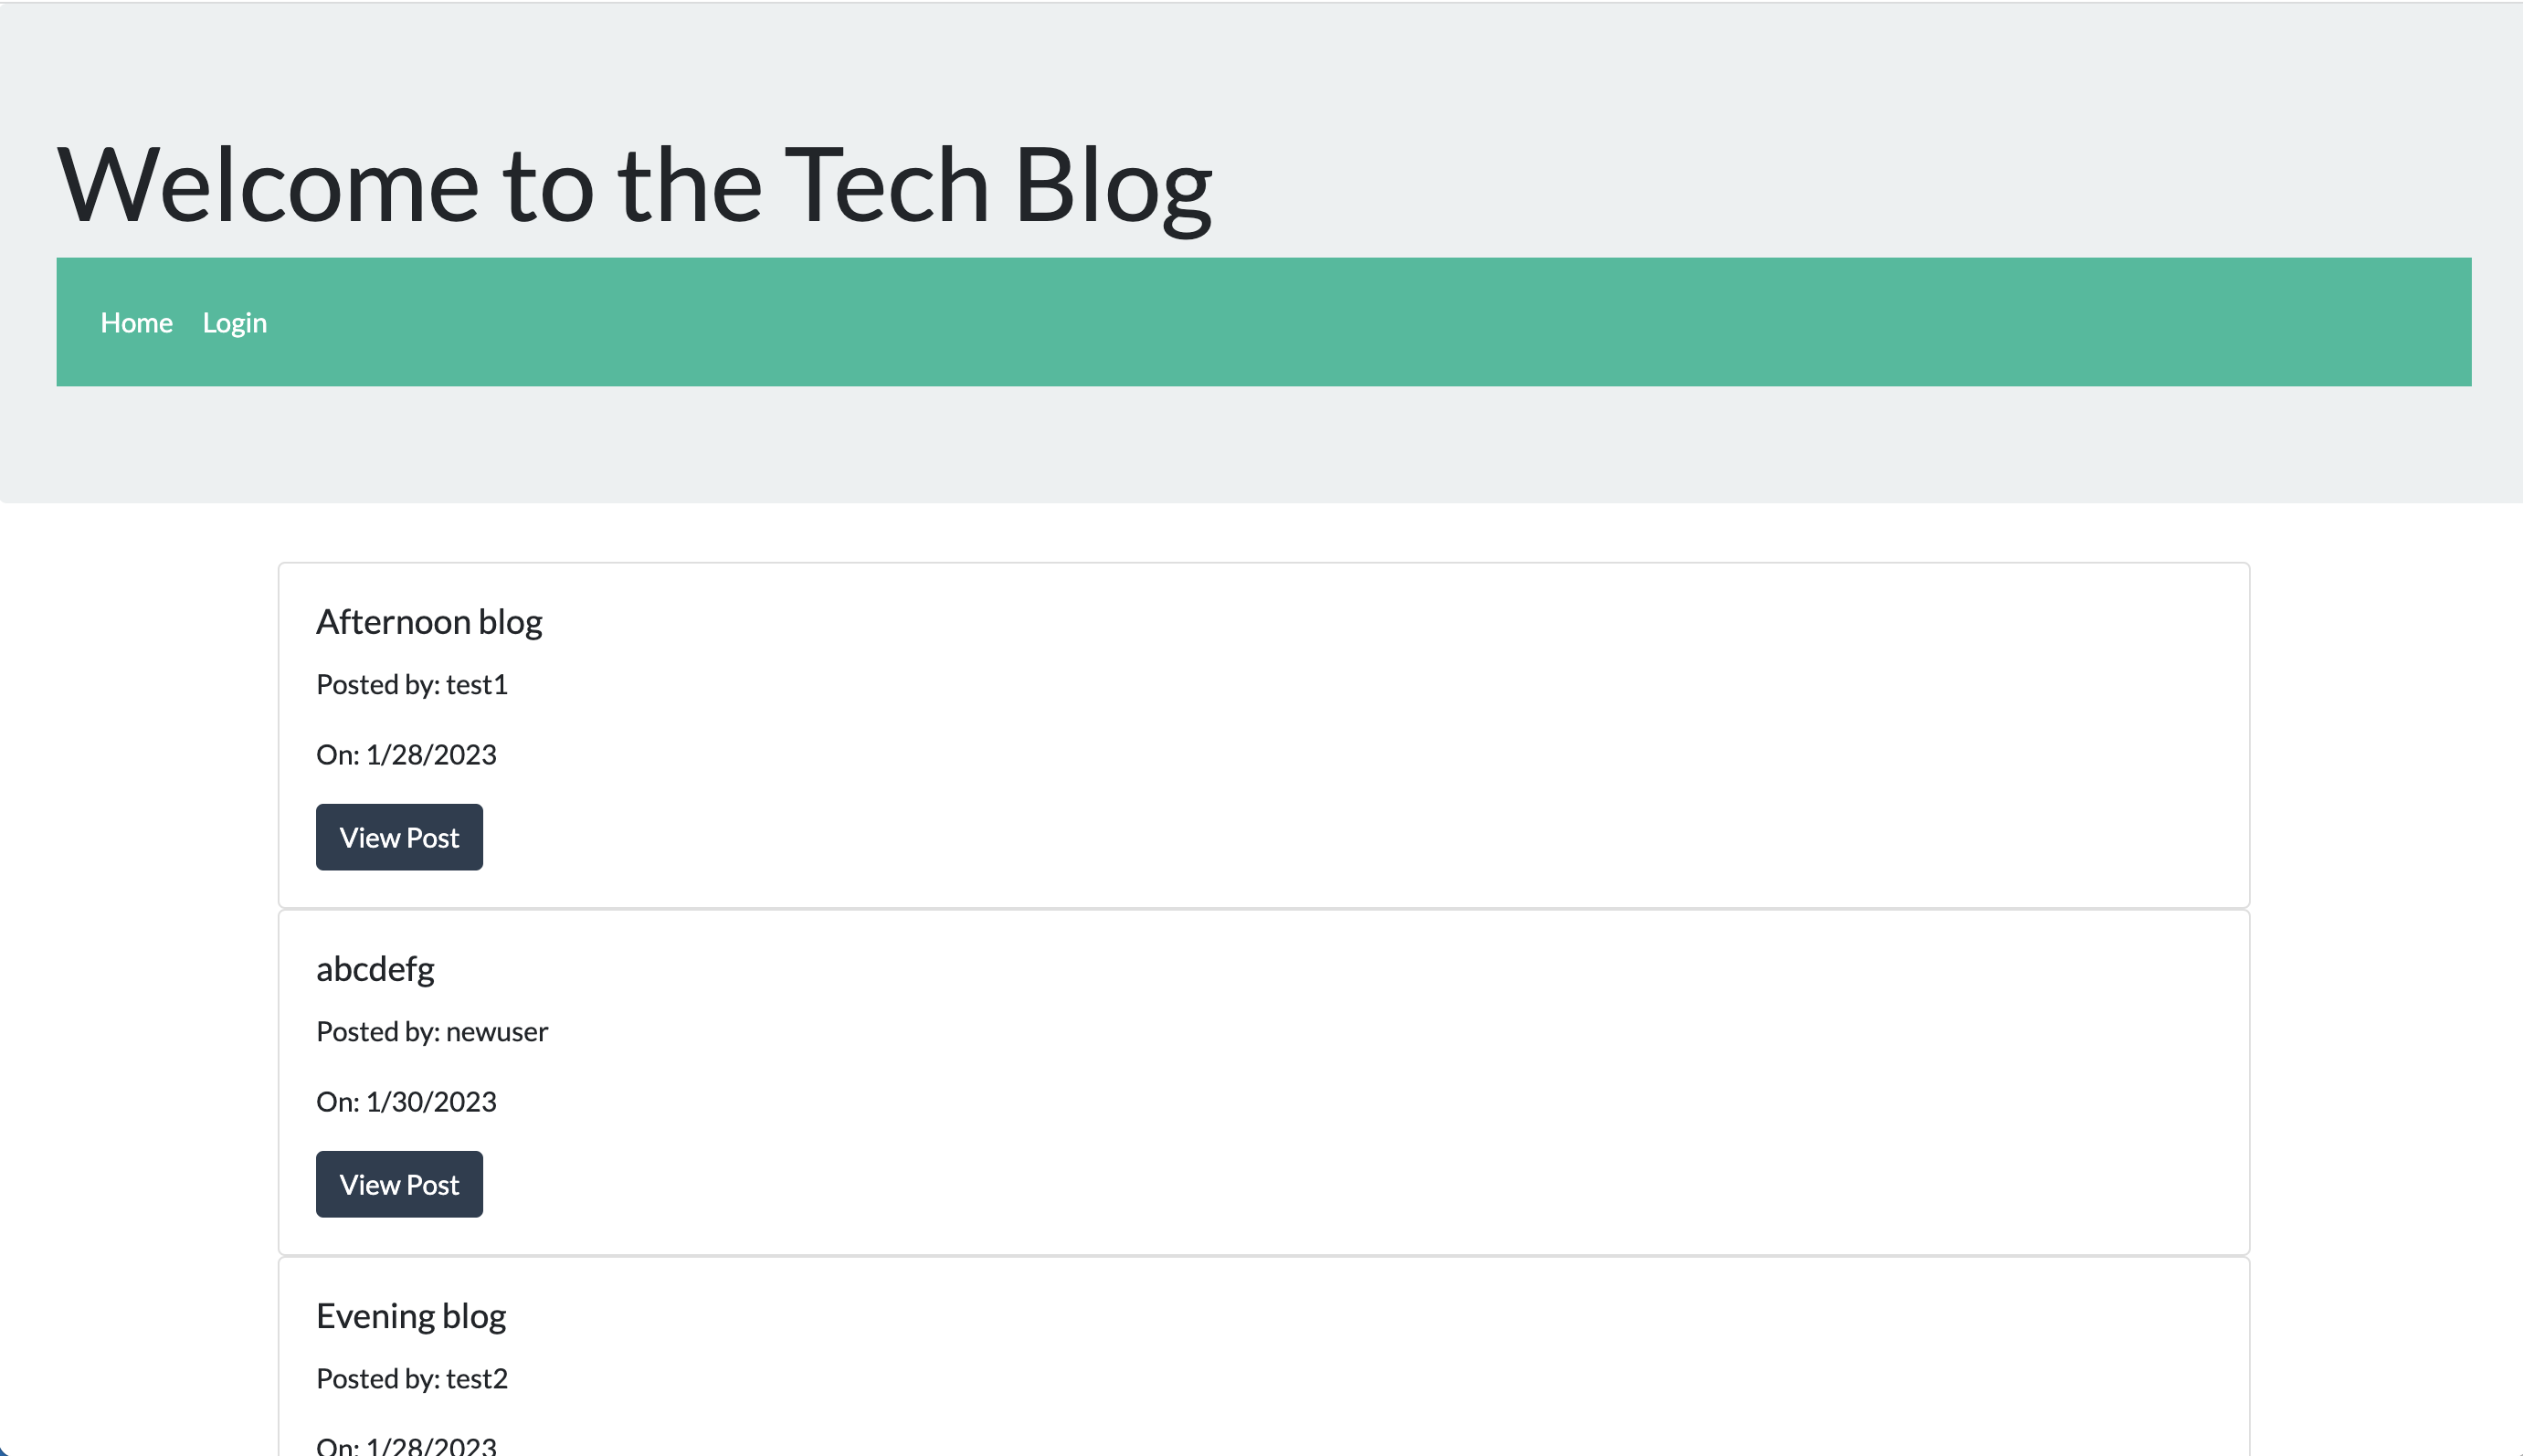 Welcome to the Tech Blog
Home Login
Afternoon blog
Posted by: test1
On: 1/28/2023
View Post
abcdefg
Posted by: newuser
On: 1/30/2023
View Post
Evening blog
Posted by: test2
On: 1/28/2023